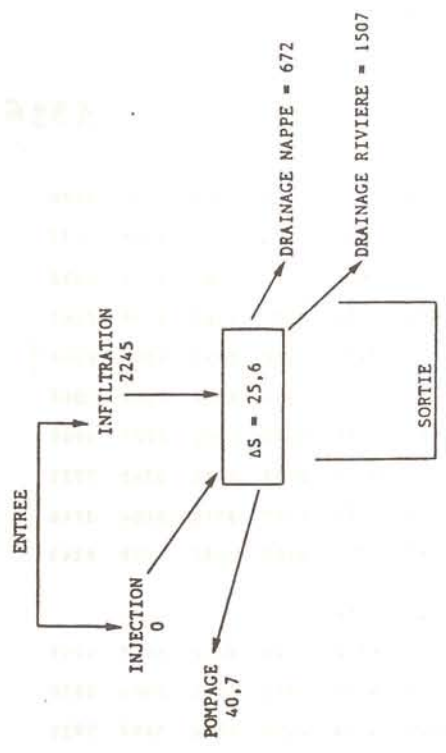 ENTREE
INJECTION
0
INFILTRATION
2245
POMPAGE
40,7
ΔS = 25,6
DRAINAGE NAPPE = 672
DRAINAGE RIVIERE = 1507
SORTIE